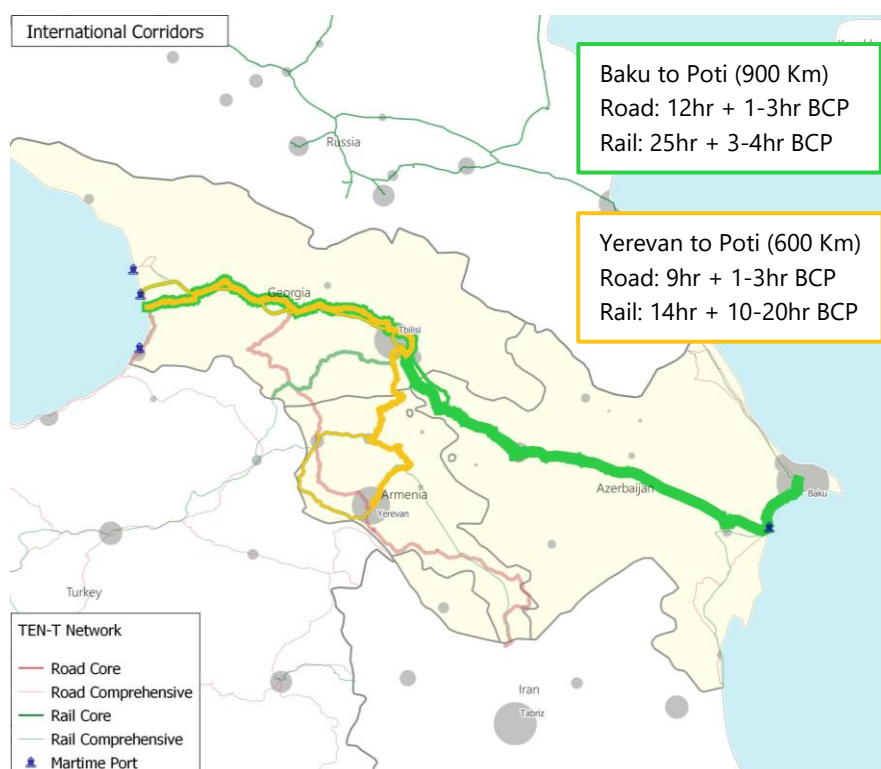 International Corridors
Baku to Poti (900 Km)
Road: 12hr + 1-3hr BCP
Rail: 25hr + 3-4hr BCP
Russia
Yerevan to Poti (600 Km)
Road: 9hr + 1-3hr BCP
Rail: 14hr + 10-20hr BCP
Georgia
Tbilisi
Azerbaijan
Baku
Armenia
Yerevan
Turkey
TEN-T Network
Road Core
Road Comprehensive
Rail Core
Rail Comprehensive
Martime Port
Iran
Tabriz